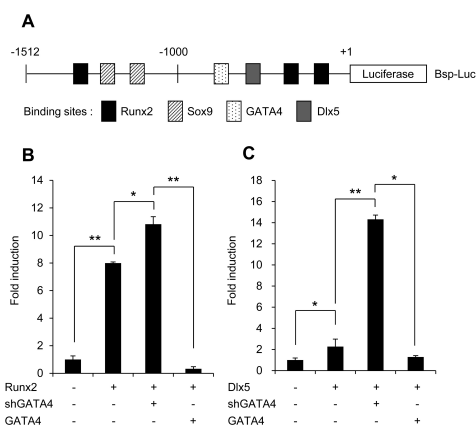 A
-1512 -1000 +1
Luciferase Bsp-Luc
Binding sites : Runx2 Sox9 GATA4 Dlx5
B
Fold induction
14
12
10
8
6
4
2
0
** * **
Runx2 - + + +
shGATA4 - - + -
GATA4 - - - +
C
Fold induction
18
16
14
12
10
8
6
4
2
0
* ** *
Dlx5 - + + +
shGATA4 - - + -
GATA4 - - - +